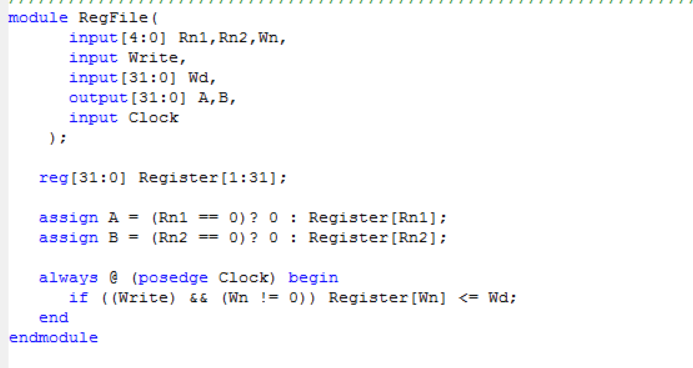 module RegFile(
input[4:0] Rn1,Rn2,Wn,
input Write,
input[31:0] Wd,
output[31:0] A,B,
input Clock
);
reg[31:0] Register[1:31];
assign A = (Rn1 == 0)? 0 : Register[Rn1];
assign B = (Rn2 == 0)? 0 : Register[Rn2];
always @ (posedge Clock) begin
if ((Write) && (Wn != 0)) Register[Wn] <= Wd;
end
endmodule